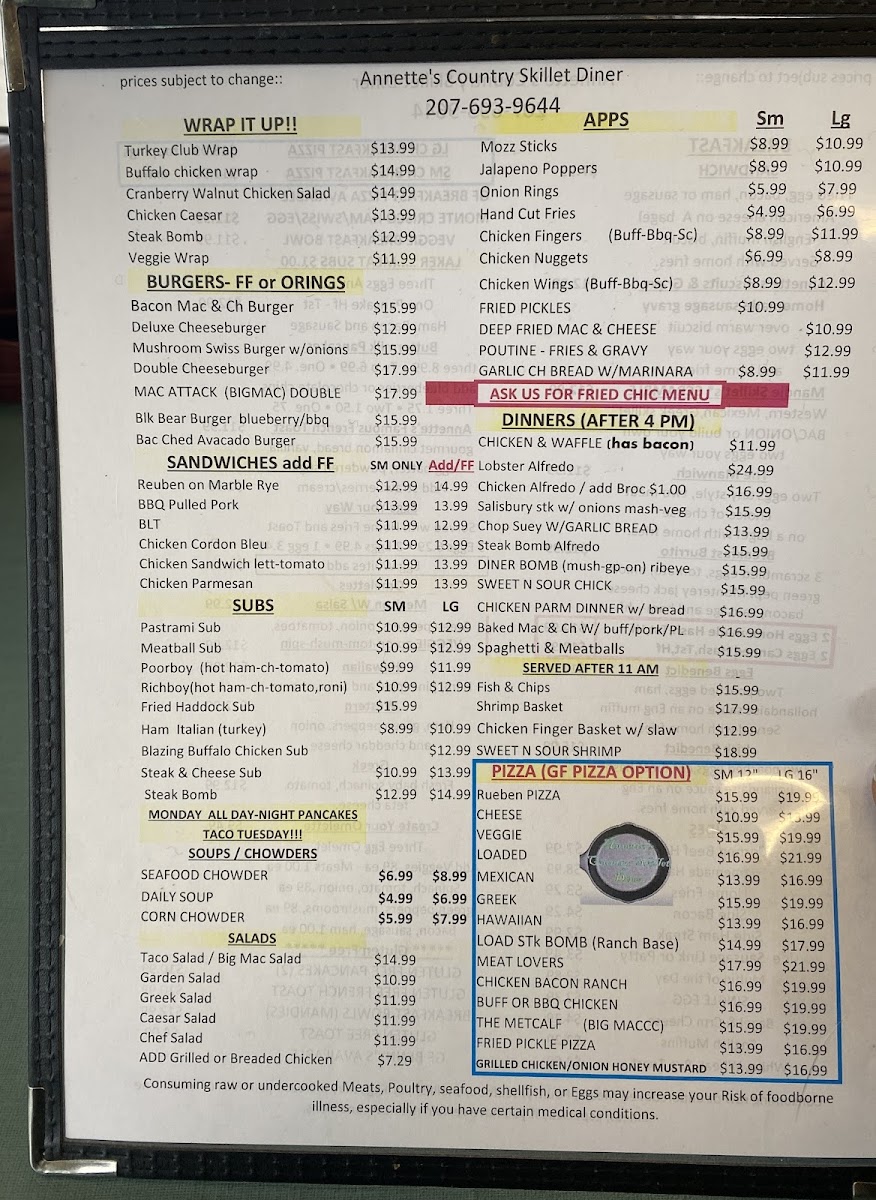 prices subject to change:: Annette's Country Skillet Diner
207-693-9644
WRAP IT UP!!
Turkey Club Wrap $13.99
Buffalo chicken wrap $14.99
Cranberry Walnut Chicken Salad $14.99
Chicken Caesar $13.99
Steak Bomb $12.99
Veggie Wrap $11.99
BURGERS- FF or ORINGS
Bacon Mac & Ch Burger $15.99
Deluxe Cheeseburger $12.99
Mushroom Swiss Burger w/onions $15.99
Double Cheeseburger $17.99
MAC ATTACK (BIGMAC) DOUBLE $17.99
Blk Bear Burger blueberry/bbq $15.99
Bac Ched Avacado Burger $15.99
SANDWICHES add FF SM ONLY Add/FF
Reuben on Marble Rye $12.99 14.99
BBQ Pulled Pork $13.99 13.99
BLT $11.99 12.99
Chicken Cordon Bleu $11.99 13.99
Chicken Sandwich lett-tomato $11.99 13.99
Chicken Parmesan $11.99 13.99
SUBS SM LG
Pastrami Sub $10.99 $12.99
Meatball Sub $10.99 $12.99
Poorboy (hot ham-ch-tomato) $9.99 $11.99
Richboy(hot ham-ch-tomato,roni) $10.99 $12.99
Fried Haddock Sub $15.99
Ham Italian (turkey) $8.99 $10.99
Blazing Buffalo Chicken Sub $12.99
Steak & Cheese Sub $10.99 $13.99
Steak Bomb $12.99 $14.99
MONDAY ALL DAY-NIGHT PANCAKES
TACO TUESDAY!!!
SOUPS / CHOWDERS
SEAFOOD CHOWDER $6.99 $8.99
DAILY SOUP $4.99 $6.99
CORN CHOWDER $5.99 $7.99
SALADS
Taco Salad / Big Mac Salad $14.99
Garden Salad $10.99
Greek Salad $11.99
Caesar Salad $11.99
Chef Salad $11.99
ADD Grilled or Breaded Chicken $7.29
APPS Sm Lg
Mozz Sticks $8.99 $10.99
Jalapeno Poppers $8.99 $10.99
Onion Rings $5.99 $7.99
Hand Cut Fries $4.99 $6.99
Chicken Fingers (Buff-Bbq-Sc) $8.99 $11.99
Chicken Nuggets $6.99 $8.99
Chicken Wings (Buff-Bbq-Sc) $8.99 $12.99
FRIED PICKLES $10.99
DEEP FRIED MAC & CHEESE $10.99
POUTINE - FRIES & GRAVY $12.99
GARLIC CH BREAD W/MARINARA $8.99 $11.99
ASK US FOR FRIED CHIC MENU
DINNERS (AFTER 4 PM)
CHICKEN & WAFFLE (has bacon) $11.99
Lobster Alfredo $24.99
Chicken Alfredo / add Broc $1.00 $16.99
Salisbury stk w/ onions mash-veg $15.99
Chop Suey W/GARLIC BREAD $13.99
Steak Bomb Alfredo $15.99
DINER BOMB (mush-gp-on) ribeye $15.99
SWEET N SOUR CHICK $15.99
CHICKEN PARM DINNER w/ bread $16.99
Baked Mac & Ch W/ buff/pork/PL $16.99
Spaghetti & Meatballs $15.99
SERVED AFTER 11 AM
Fish & Chips $15.99
Shrimp Basket $17.99
Chicken Finger Basket w/ slaw $12.99
SWEET N SOUR SHRIMP $18.99
PIZZA (GF PIZZA OPTION) SM 12" LG 16"
Rueben PIZZA $15.99 $19.99
CHEESE $10.99
VEGGIE $15.99 $19.99
LOADED $16.99 $21.99
MEXICAN $13.99 $16.99
GREEK $15.99 $19.99
HAWAIIAN $13.99 $16.99
LOAD STk BOMB (Ranch Base) $14.99 $17.99
MEAT LOVERS $17.99 $21.99
CHICKEN BACON RANCH $16.99 $19.99
BUFF OR BBQ CHICKEN $16.99 $19.99
THE METCALF (BIG MACCC) $15.99 $19.99
FRIED PICKLE PIZZA $13.99 $16.99
GRILLED CHICKEN/ONION HONEY MUSTARD $13.99 $16.99
Consuming raw or undercooked Meats, Poultry, seafood, shellfish, or Eggs may increase your Risk of foodborne
illness, especially if you have certain medical conditions.